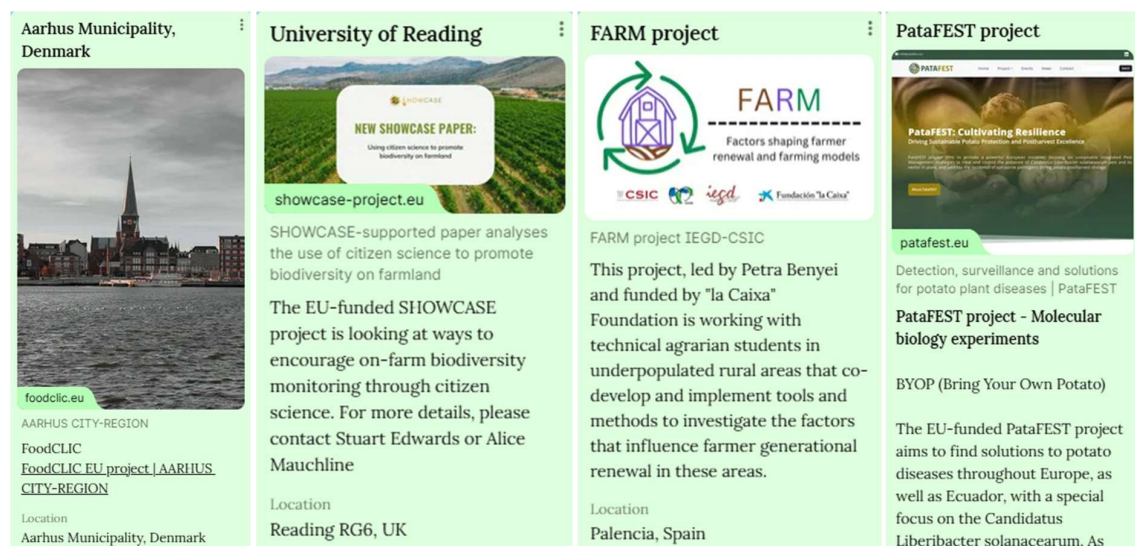 Aarhus Municipality,
Denmark
foodclic.eu
AARHUS CITY-REGION
FoodCLIC
FoodCLIC EU project | AARHUS
CITY-REGION
Location
Aarhus Municipality, Denmark
University of Reading
SHOWCASE
NEW SHOWCASE PAPER:
Using citizen science to promote
biodiversity on farmland
showcase-project.eu
SHOWCASE-supported paper analyses
the use of citizen science to promote
biodiversity on farmland
The EU-funded SHOWCASE
project is looking at ways to
encourage on-farm biodiversity
monitoring through citizen
science. For more details, please
contact Stuart Edwards or Alice
Mauchline
Location
Reading RG6, UK
FARM project
FARM
Factors shaping farmer
renewal and farming models
CSIC
iegd
Fundación "la Caixa"
FARM project IEGD-CSIC
This project, led by Petra Benyei
and funded by "la Caixa"
Foundation is working with
technical agrarian students in
underpopulated rural areas that co-
develop and implement tools and
methods to investigate the factors
that influence farmer generational
renewal in these areas.
Location
Palencia, Spain
PataFEST project
PATAFEST
Home Project Events News Contact
PataFEST: Cultivating Resilience
Driving Sustainable Potato Protection and Postharvest Excellence
patafest.eu
Detection, surveillance and solutions
for potato plant diseases | PataFEST
PataFEST project - Molecular
biology experiments
BYOP (Bring Your Own Potato)
The EU-funded PataFEST project
aims to find solutions to potato
diseases throughout Europe, as
well as Ecuador, with a special
focus on the Candidatus
Liberibacter solanacearum. As